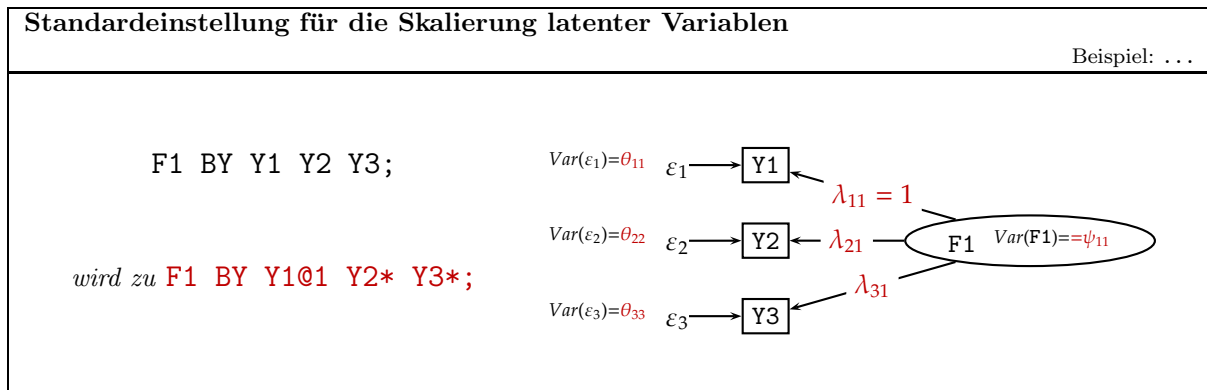 Standardeinstellung für die Skalierung latenter Variablen
Beispiel: ...
F1 BY Y1 Y2 Y3;
wird zu F1 BY Y1@1 Y2* Y3*;
Var(ε₁)=θ₁₁ ε₁ Y1
λ₁₁ = 1
Var(ε₂)=θ₂₂ ε₂ Y2 λ₂₁ F1 Var(F1)==ψ₁₁
λ₃₁
Var(ε₃)=θ₃₃ ε₃ Y3